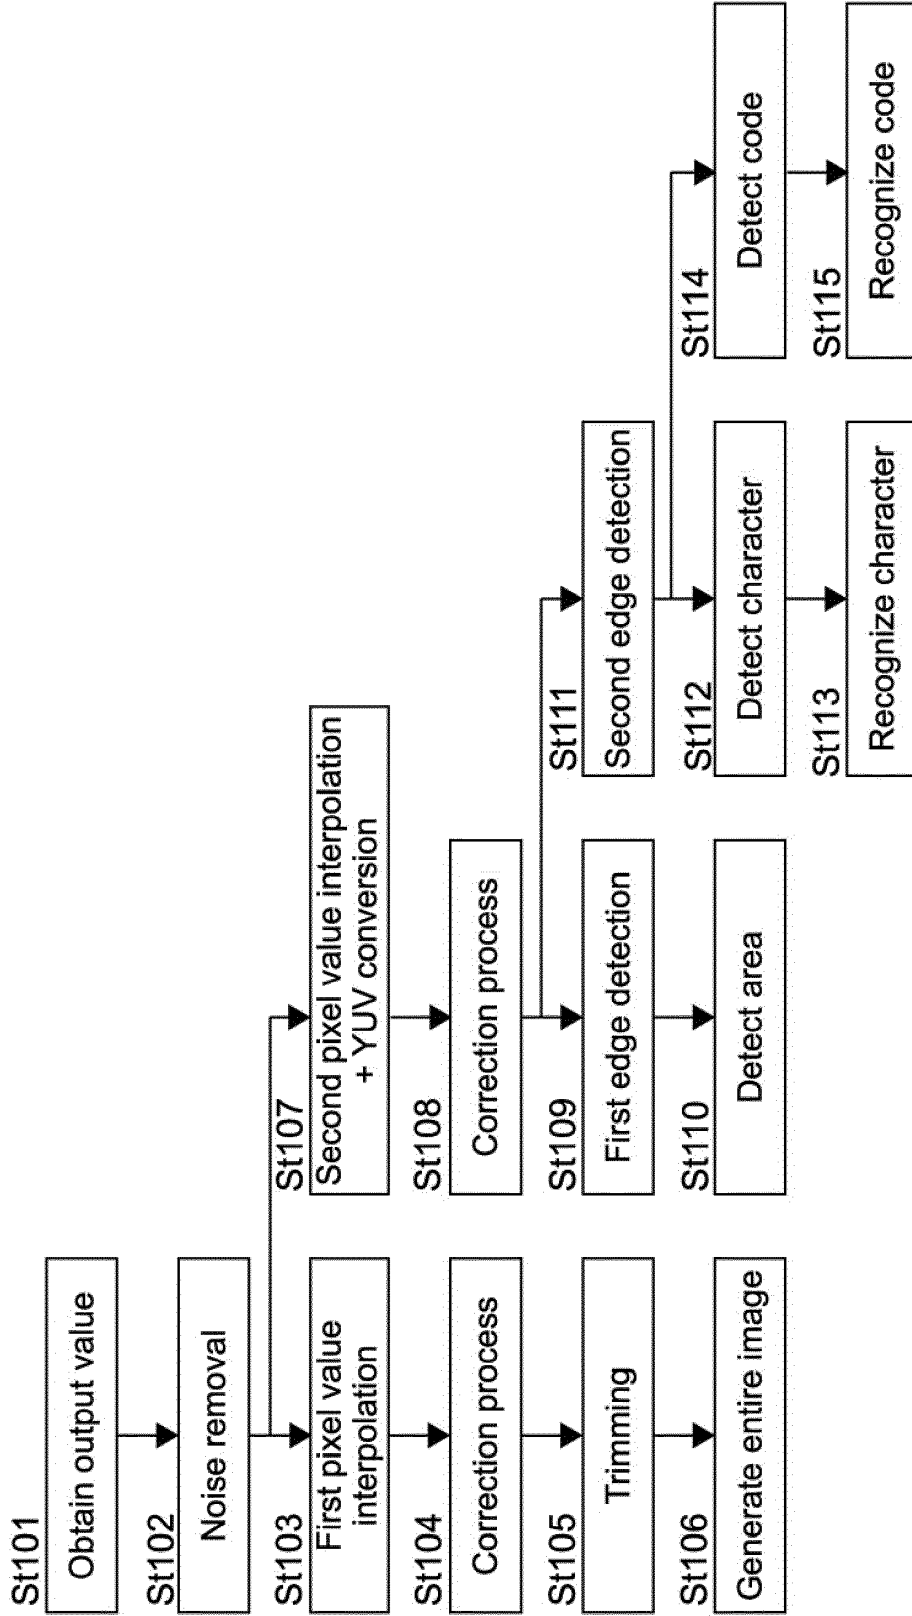 St101
Obtain output value
St102
Noise removal
St103
First pixel value
interpolation
St104
Correction process
St105
Trimming
St106
Generate entire image
St107
Second pixel value interpolation
+ YUV conversion
St108
Correction process
St109
First edge detection
St110
Detect area
St111
Second edge detection
St112
Detect character
St113
Recognize character
St114
Detect code
St115
Recognize code